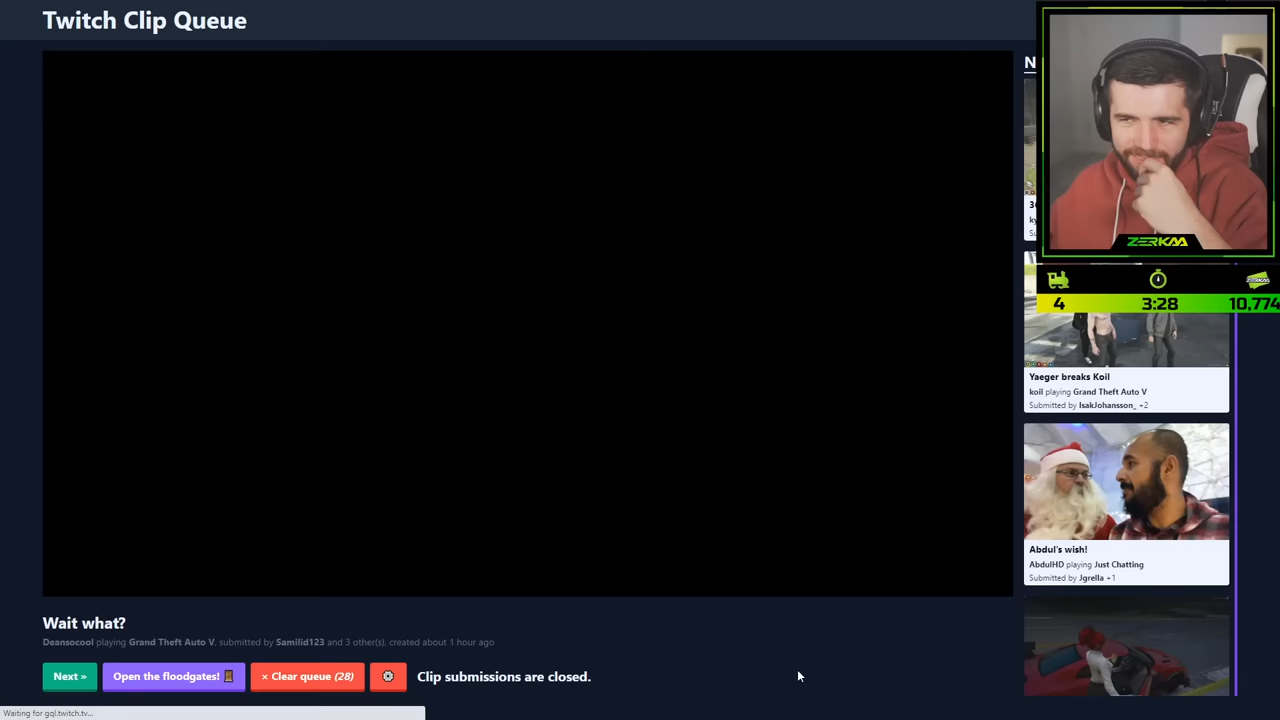 Twitch Clip Queue
N
ZERKAA
4
3:28
10,774
Yaeger breaks Koil
koil playing Grand Theft Auto V
Submitted by IsakJohansson_ +2
Abdul's wish!
AbdulHD playing Just Chatting
Submitted by Jgrella +1
Wait what?
Deansocool playing Grand Theft Auto V, submitted by Samilid123 and 3 other(s), created about 1 hour ago
Next »
Open the floodgates!
× Clear queue (28)
Clip submissions are closed.
Waiting for gql.twitch.tv...